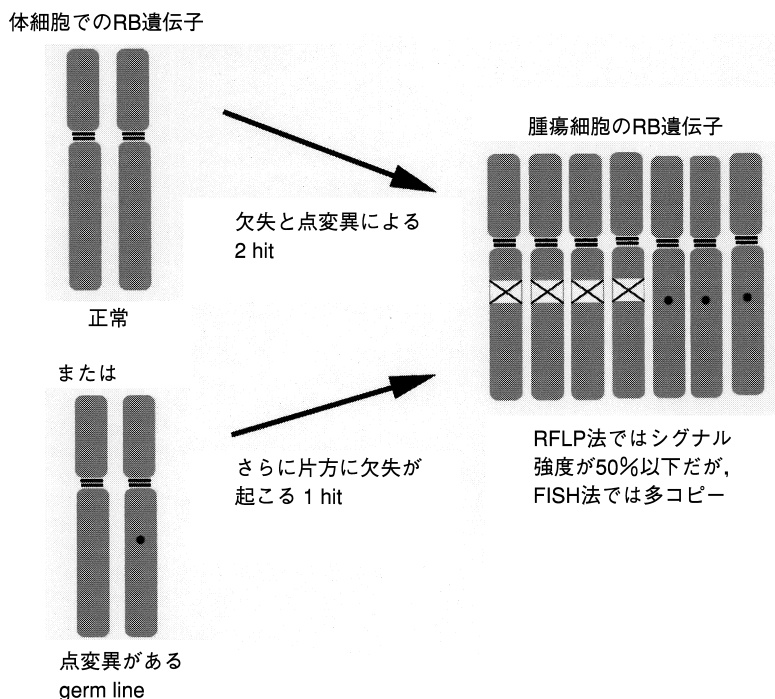 体細胞でのRB遺伝子
正常
または
点変異がある
germ line
欠失と点変異による
2 hit
さらに片方に欠失が
起こる 1 hit
腫瘍細胞のRB遺伝子
RFLP法ではシグナル
強度が50%以下だが,
FISH法では多コピー